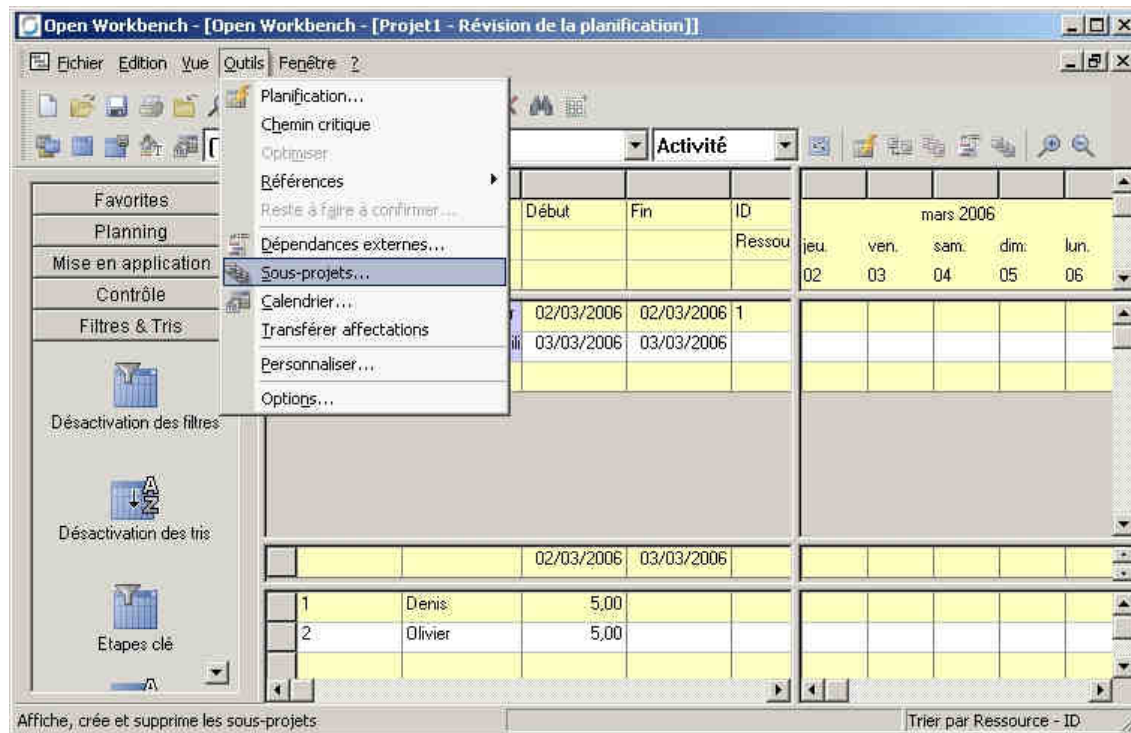 Open Workbench - [Open Workbench - [Projet1 - Révision de la planification]]
Fichier Edition Vue Outils Fenêtre ?
Planification...
Chemin critique
Optimiser
Références
Reste à faire à confirmer...
Dépendances externes...
Sous-projets...
Calendrier...
Transférer affectations
Personnaliser...
Options...
Activité
Favorites
Planning
Mise en application
Contrôle
Filtres & Tris
Désactivation des filtres
Désactivation des tris
Etapes clé
Début Fin ID
Ressou
mars 2006
jeu. ven. sam. dim. lun.
02 03 04 05 06
02/03/2006 02/03/2006 1
03/03/2006 03/03/2006
02/03/2006 03/03/2006
1 Denis 5,00
2 Olivier 5,00
Affiche, crée et supprime les sous-projets
Trier par Ressource - ID